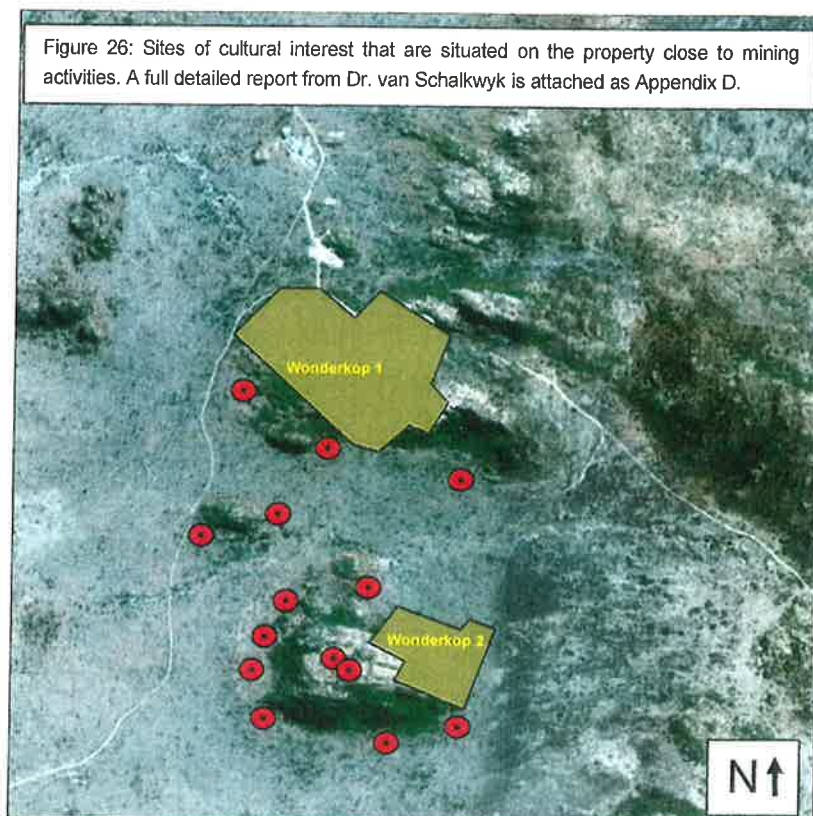 Figure 26: Sites of cultural interest that are situated on the property close to mining
activities. A full detailed report from Dr. van Schalkwyk is attached as Appendix D.
Wonderkop 1
Wonderkop 2
N